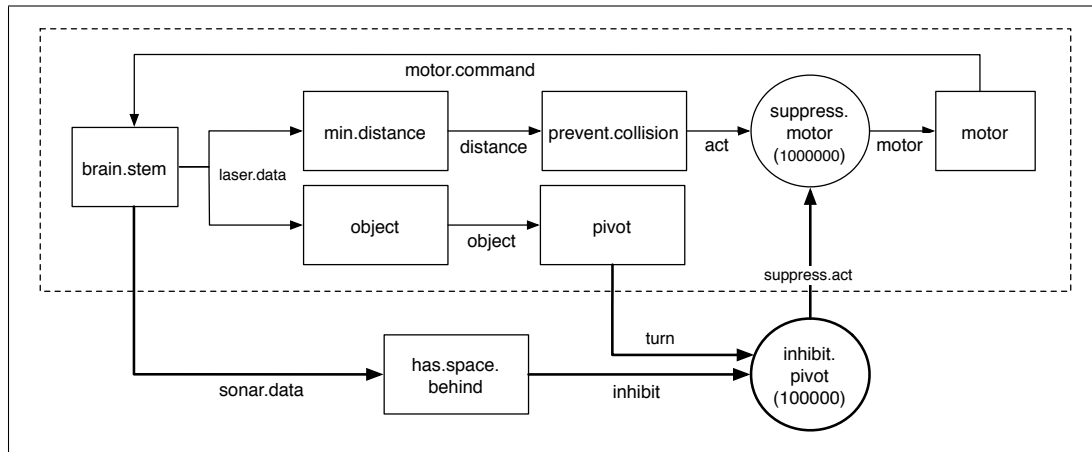 motor.command
brain.stem
laser.data
min.distance
distance
prevent.collision
act
suppress.
motor
(1000000)
motor
motor
object
object
pivot
suppress.act
turn
sonar.data
has.space.
behind
inhibit
inhibit.
pivot
(100000)